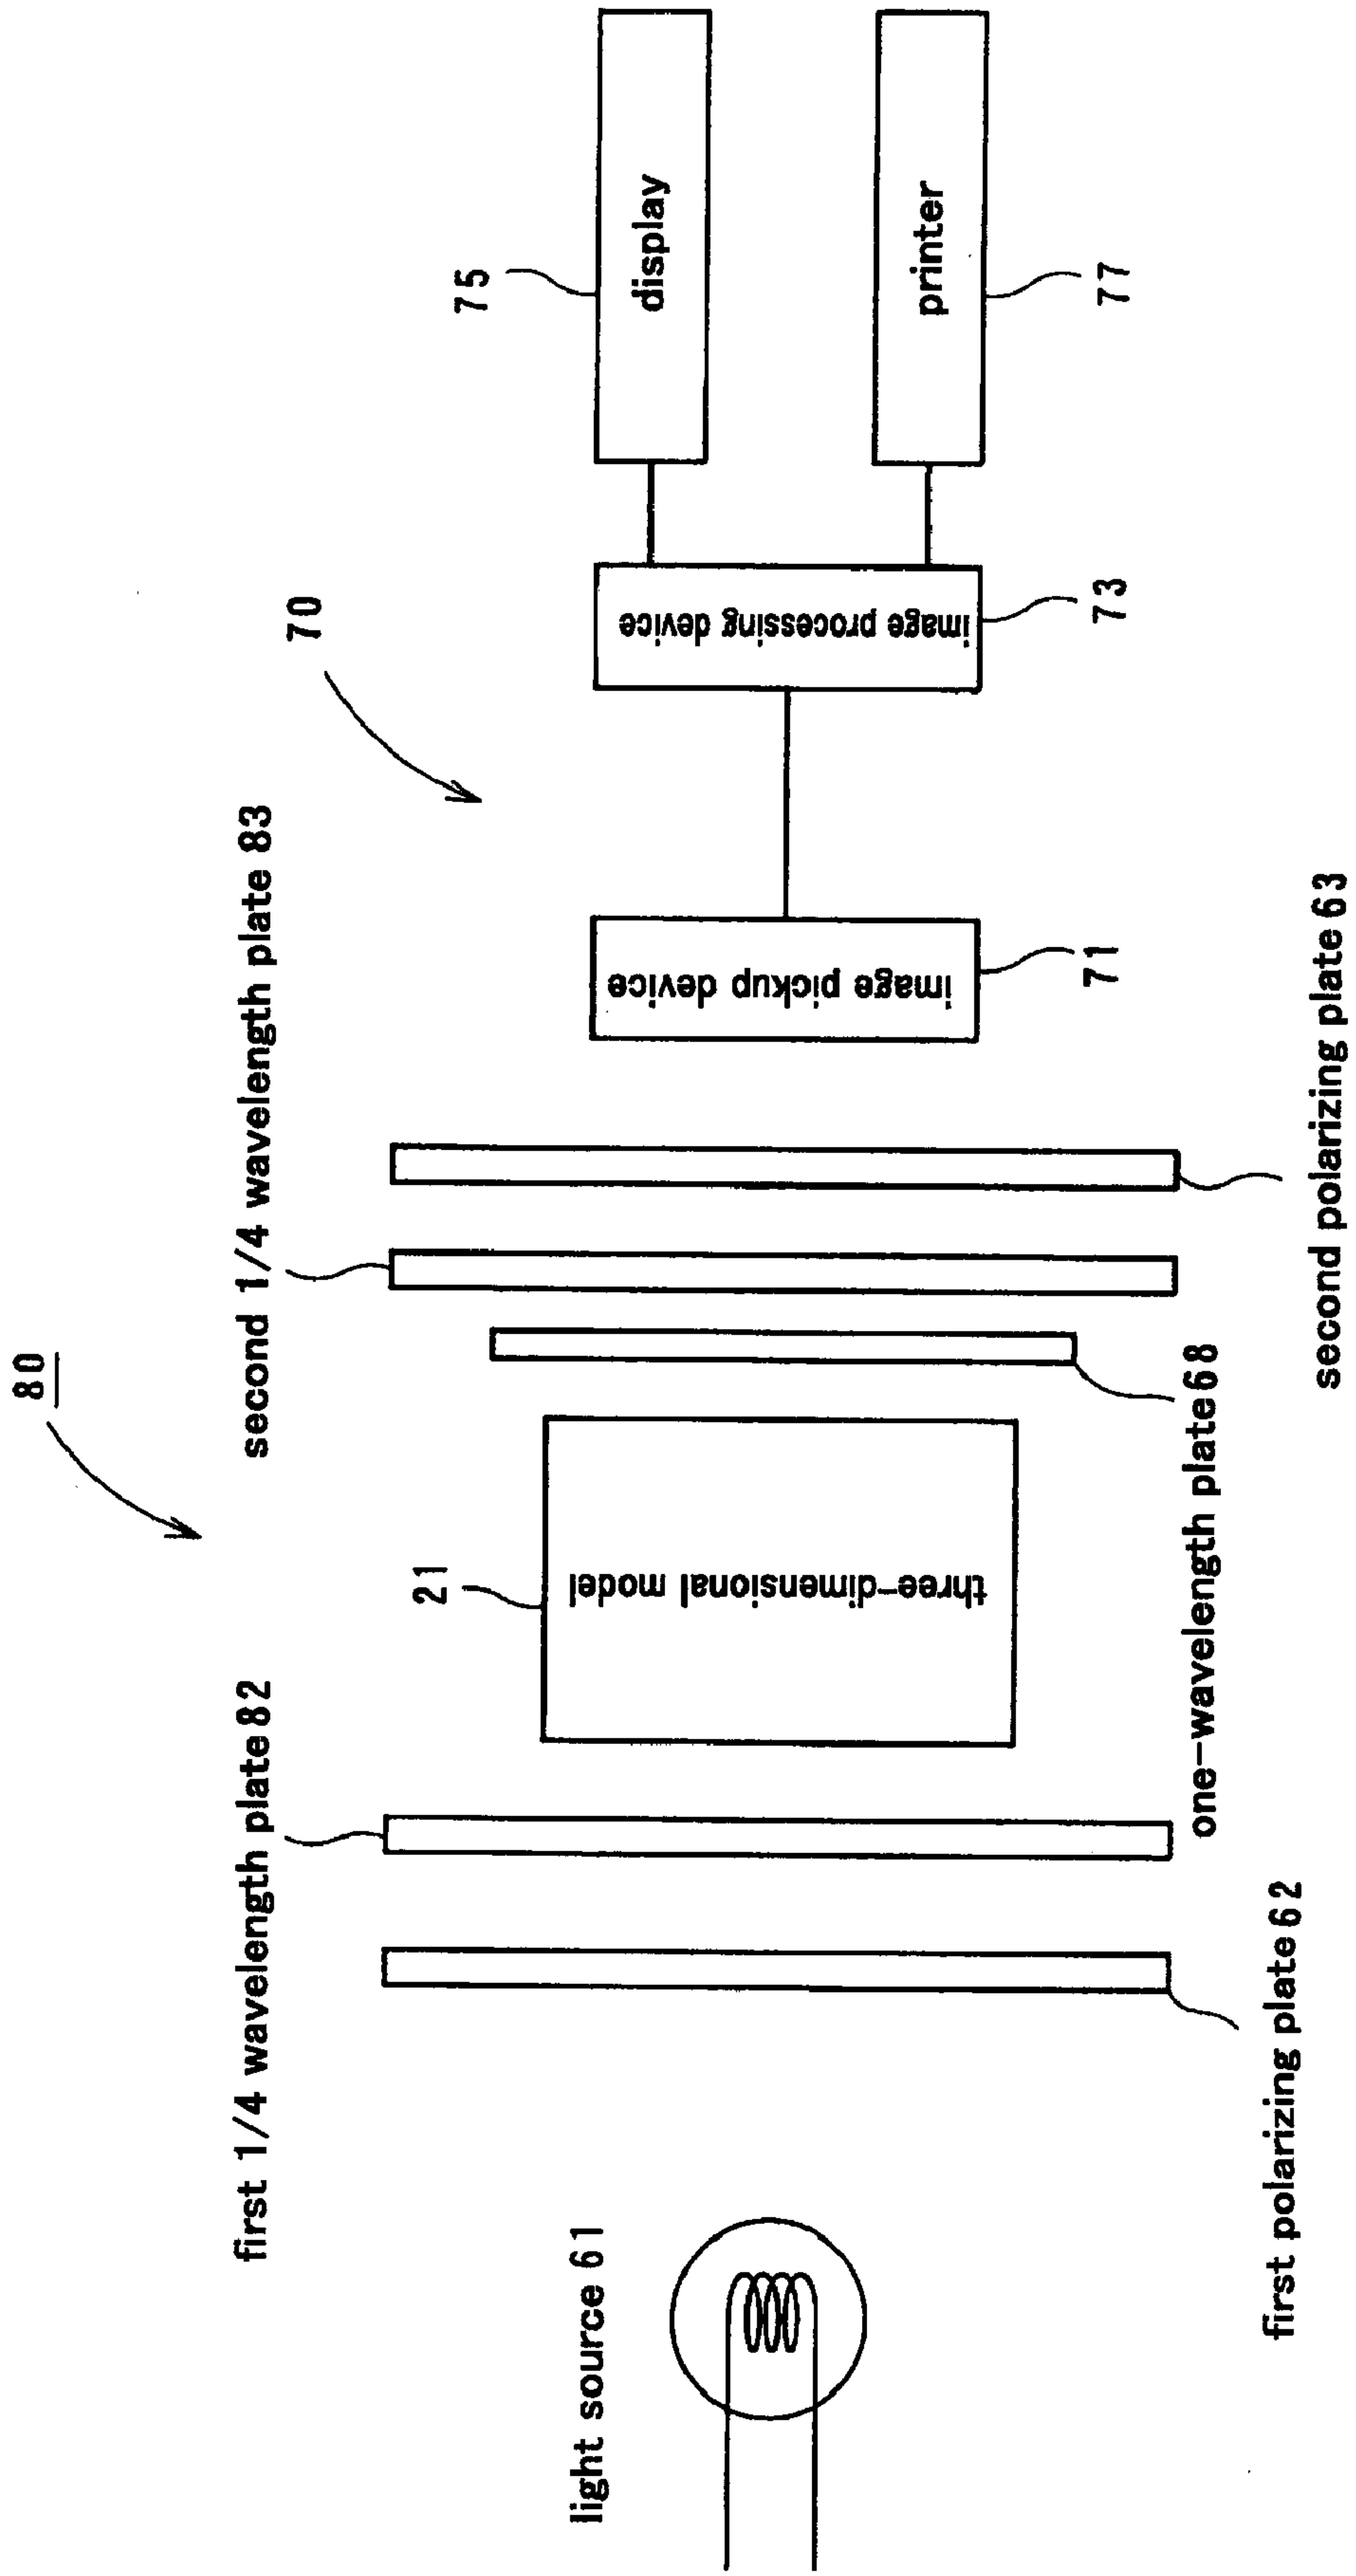 80
first 1/4 wavelength plate 82
second 1/4 wavelength plate 83
70
21
75
light source 61
three-dimensional model
image pickup device
image processing device
display
printer
71
73
77
one-wavelength plate 68
first polarizing plate 62
second polarizing plate 63